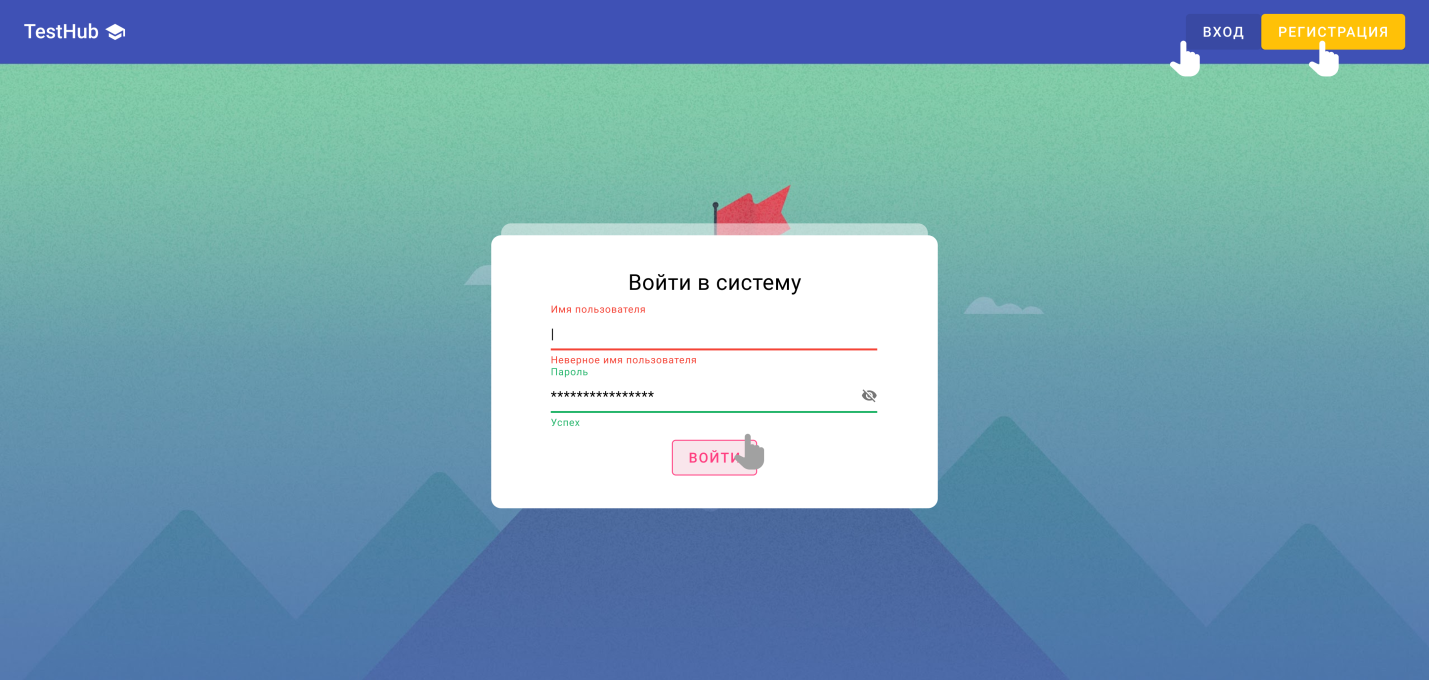 TestHub
ВХОД
РЕГИСТРАЦИЯ
Войти в систему
Имя пользователя
Неверное имя пользователя
Пароль
****************
Успех
ВОЙТИ